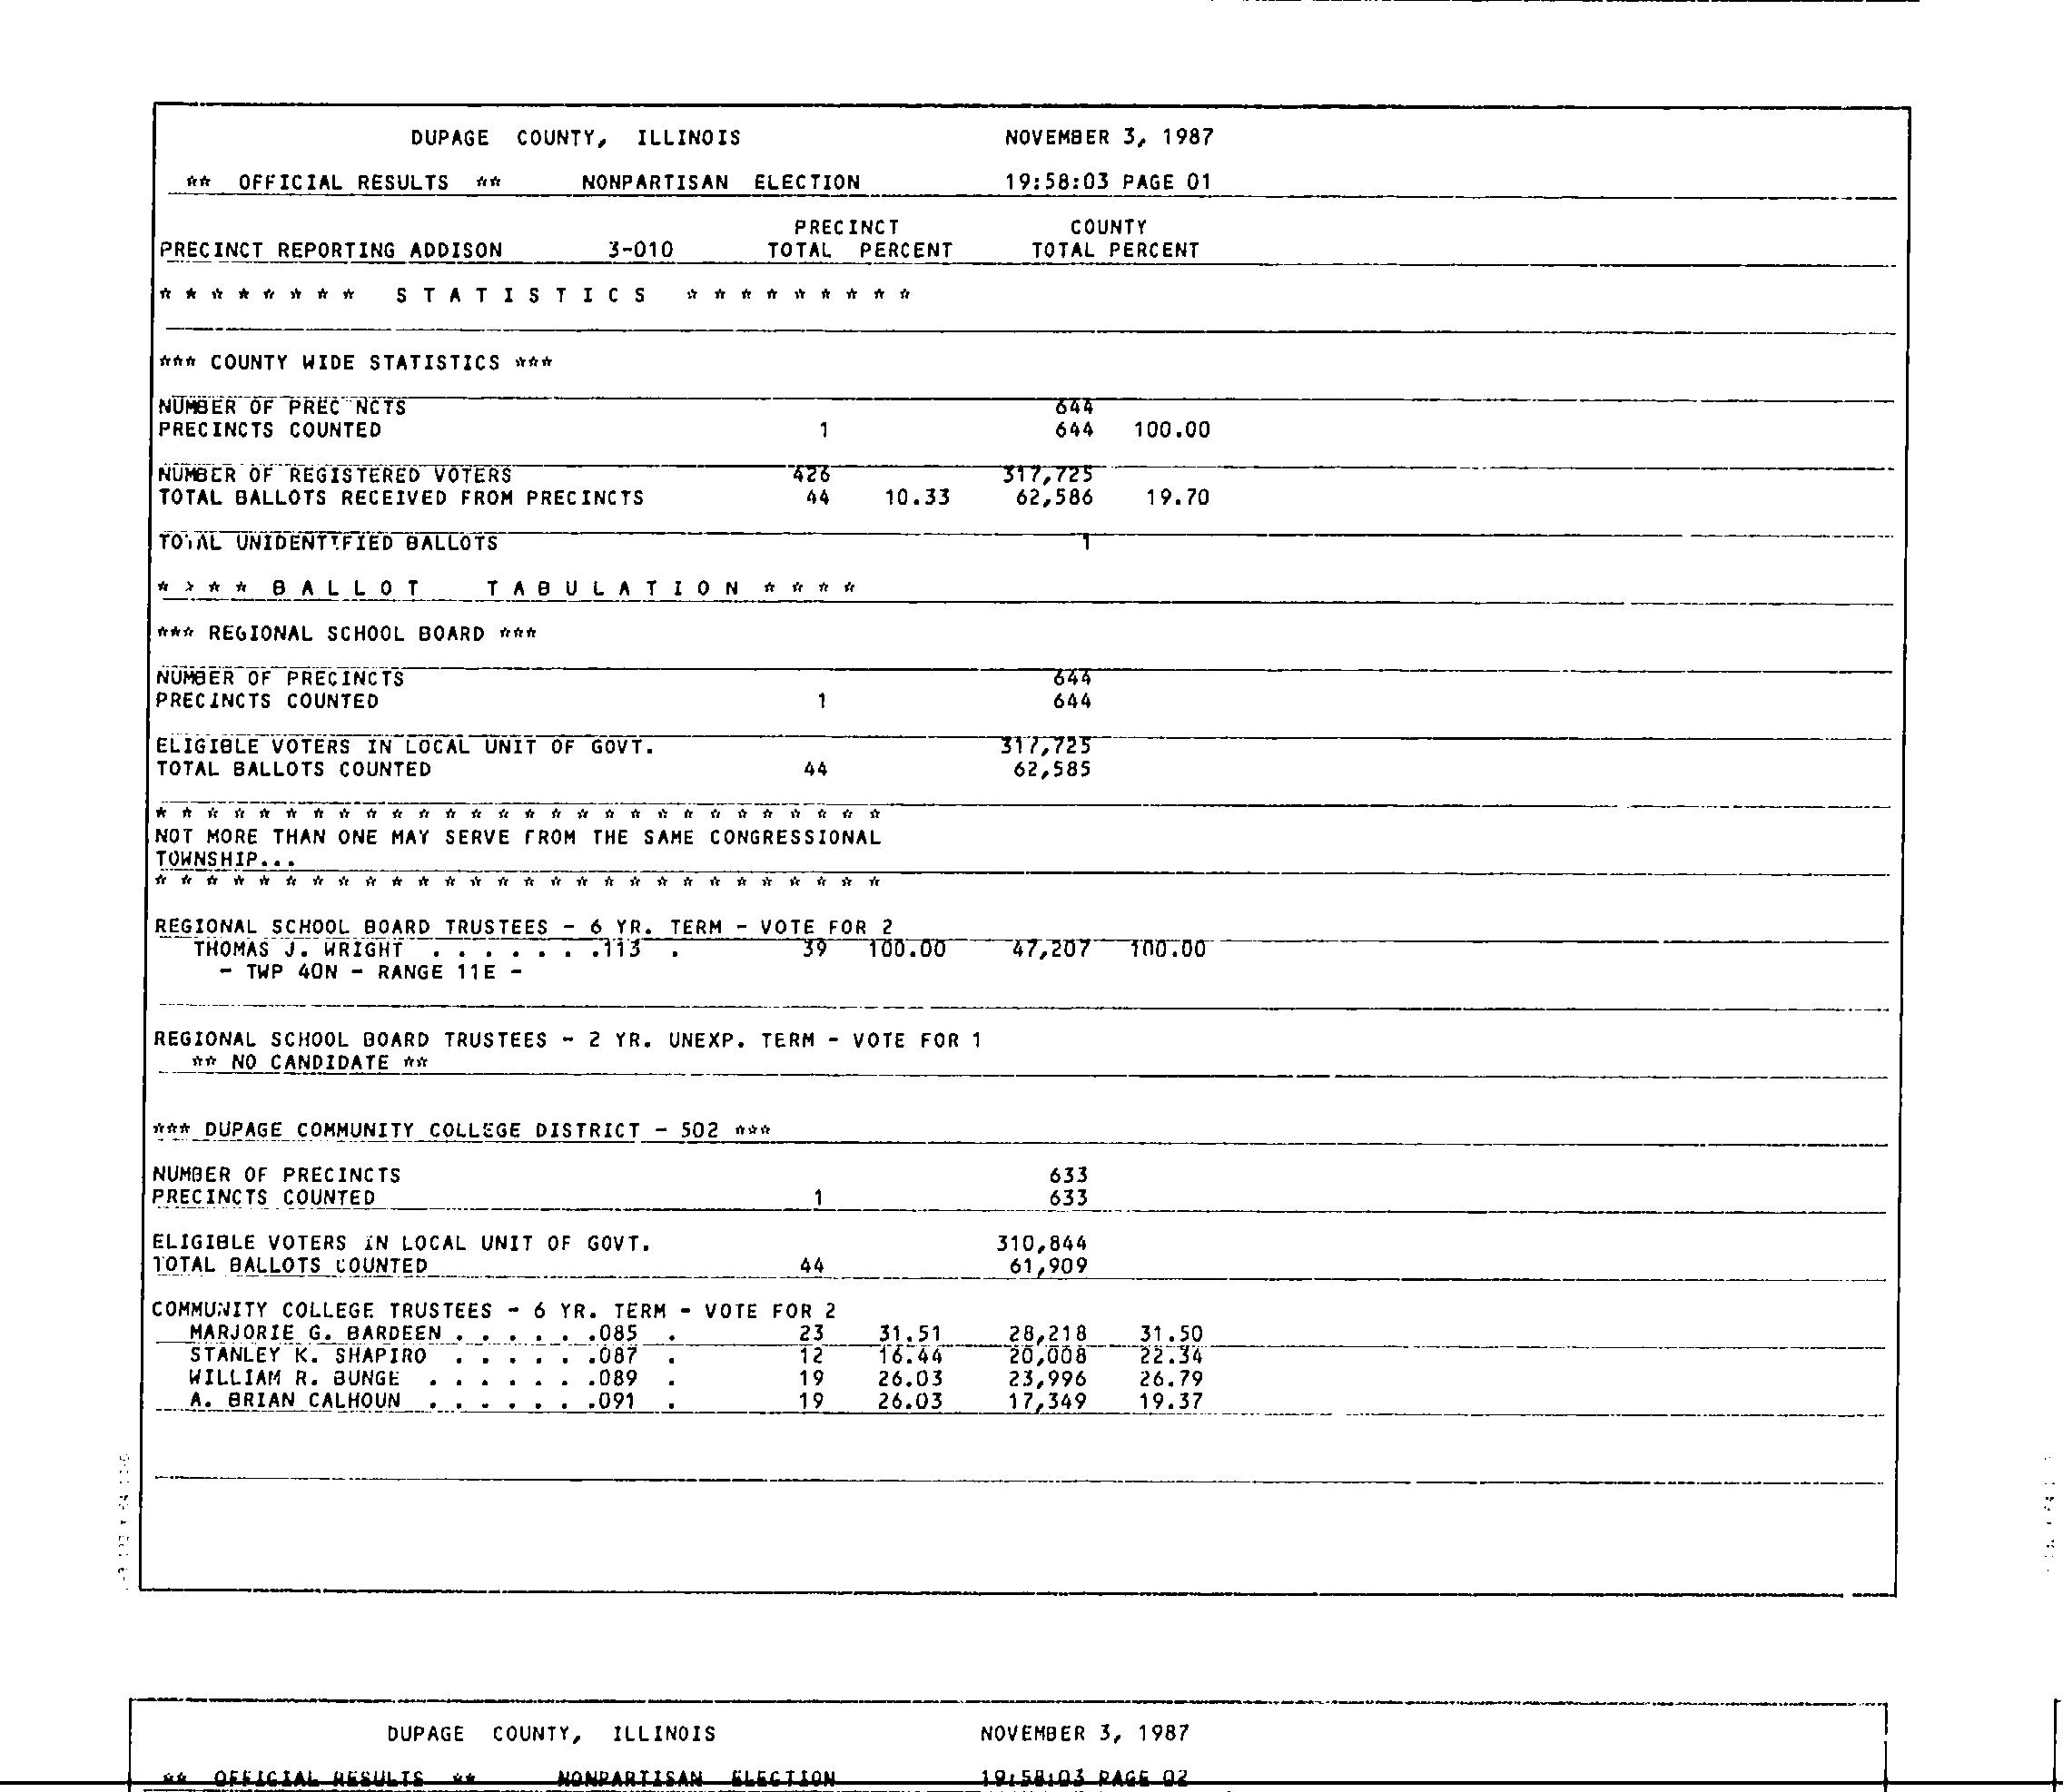 DUPAGE COUNTY, ILLINOIS NOVEMBER 3, 1987
** OFFICIAL RESULTS ** NONPARTISAN ELECTION 19:58:03 PAGE 01
PRECINCT COUNTY
PRECINCT REPORTING ADDISON 3-010 TOTAL PERCENT TOTAL PERCENT
* * * * * * * * S T A T I S T I C S * * * * * * * * *
*** COUNTY WIDE STATISTICS ***
NUMBER OF PREC NCTS 644
PRECINCTS COUNTED 1 644 100.00
NUMBER OF REGISTERED VOTERS 426 317,725
TOTAL BALLOTS RECEIVED FROM PRECINCTS 44 10.33 62,586 19.70
TOTAL UNIDENTIFIED BALLOTS 1
* * * * B A L L O T T A B U L A T I O N * * * *
*** REGIONAL SCHOOL BOARD ***
NUMBER OF PRECINCTS 644
PRECINCTS COUNTED 1 644
ELIGIBLE VOTERS IN LOCAL UNIT OF GOVT. 317,725
TOTAL BALLOTS COUNTED 44 62,585
* * * * * * * * * * * * * * * * * * * * * * * * * * * *
NOT MORE THAN ONE MAY SERVE FROM THE SAME CONGRESSIONAL
TOWNSHIP...
* * * * * * * * * * * * * * * * * * * * * * * * * * * *
REGIONAL SCHOOL BOARD TRUSTEES - 6 YR. TERM - VOTE FOR 2
THOMAS J. WRIGHT . . . . . . .113 . 39 100.00 47,207 100.00
- TWP 40N - RANGE 11E -
REGIONAL SCHOOL BOARD TRUSTEES - 2 YR. UNEXP. TERM - VOTE FOR 1
** NO CANDIDATE **
*** DUPAGE COMMUNITY COLLEGE DISTRICT - 502 ***
NUMBER OF PRECINCTS 633
PRECINCTS COUNTED 1 633
ELIGIBLE VOTERS IN LOCAL UNIT OF GOVT. 310,844
TOTAL BALLOTS COUNTED 44 61,909
COMMUNITY COLLEGE TRUSTEES - 6 YR. TERM - VOTE FOR 2
MARJORIE G. BARDEEN . . . . . .085 . 23 31.51 28,218 31.50
STANLEY K. SHAPIRO . . . . . .087 . 12 16.44 20,008 22.34
WILLIAM R. BUNGE . . . . . . .089 . 19 26.03 23,996 26.79
A. BRIAN CALHOUN . . . . . . .091 . 19 26.03 17,349 19.37
DUPAGE COUNTY, ILLINOIS NOVEMBER 3, 1987
** OFFICIAL RESULTS ** NONPARTISAN ELECTION 19:58:03 PAGE 02